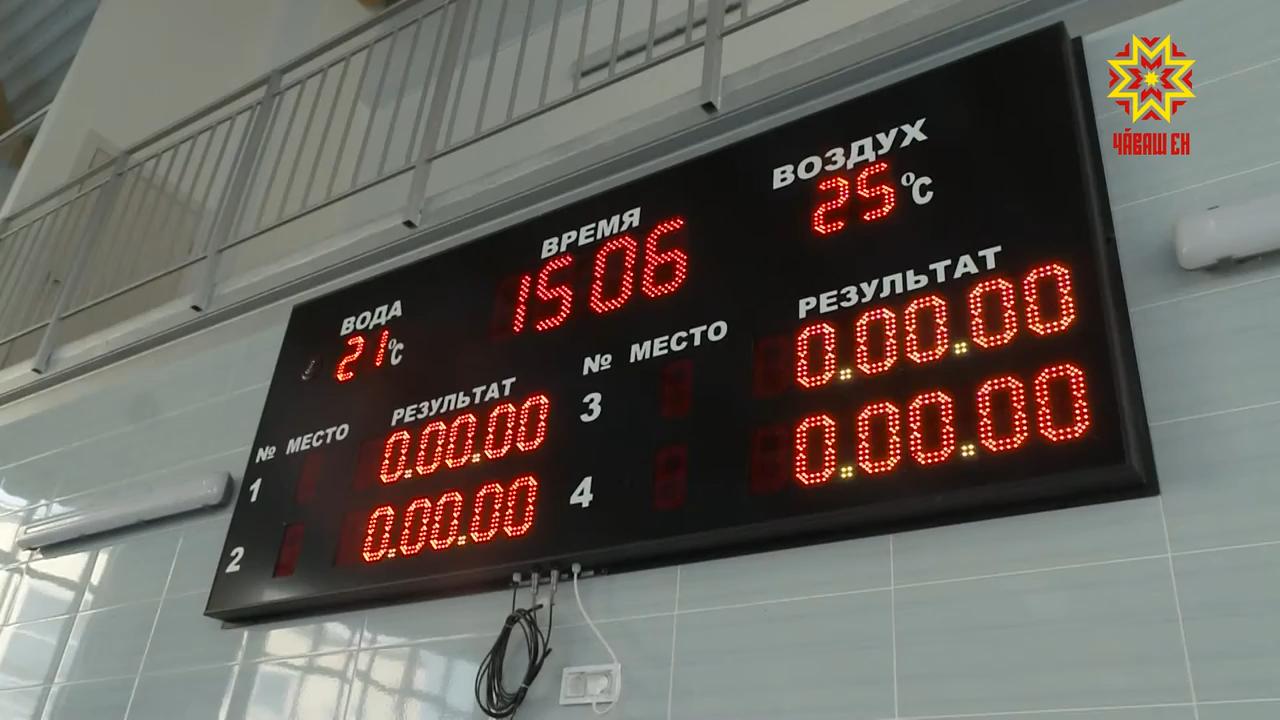 ЧӐВАШ ЕН
ВОЗДУХ
25 °C
ВРЕМЯ
15 06
ВОДА
21 °C
№ МЕСТО РЕЗУЛЬТАТ
1 0.00.00
2 0.00.00
№ МЕСТО РЕЗУЛЬТАТ
3 0.00.00
4 0.00.00